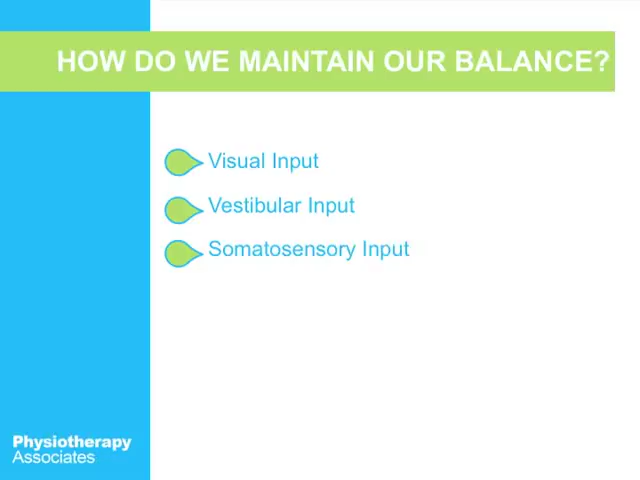 HOW DO WE MAINTAIN OUR BALANCE?
Visual Input
Vestibular Input
Somatosensory Input
Physiotherapy
Associates